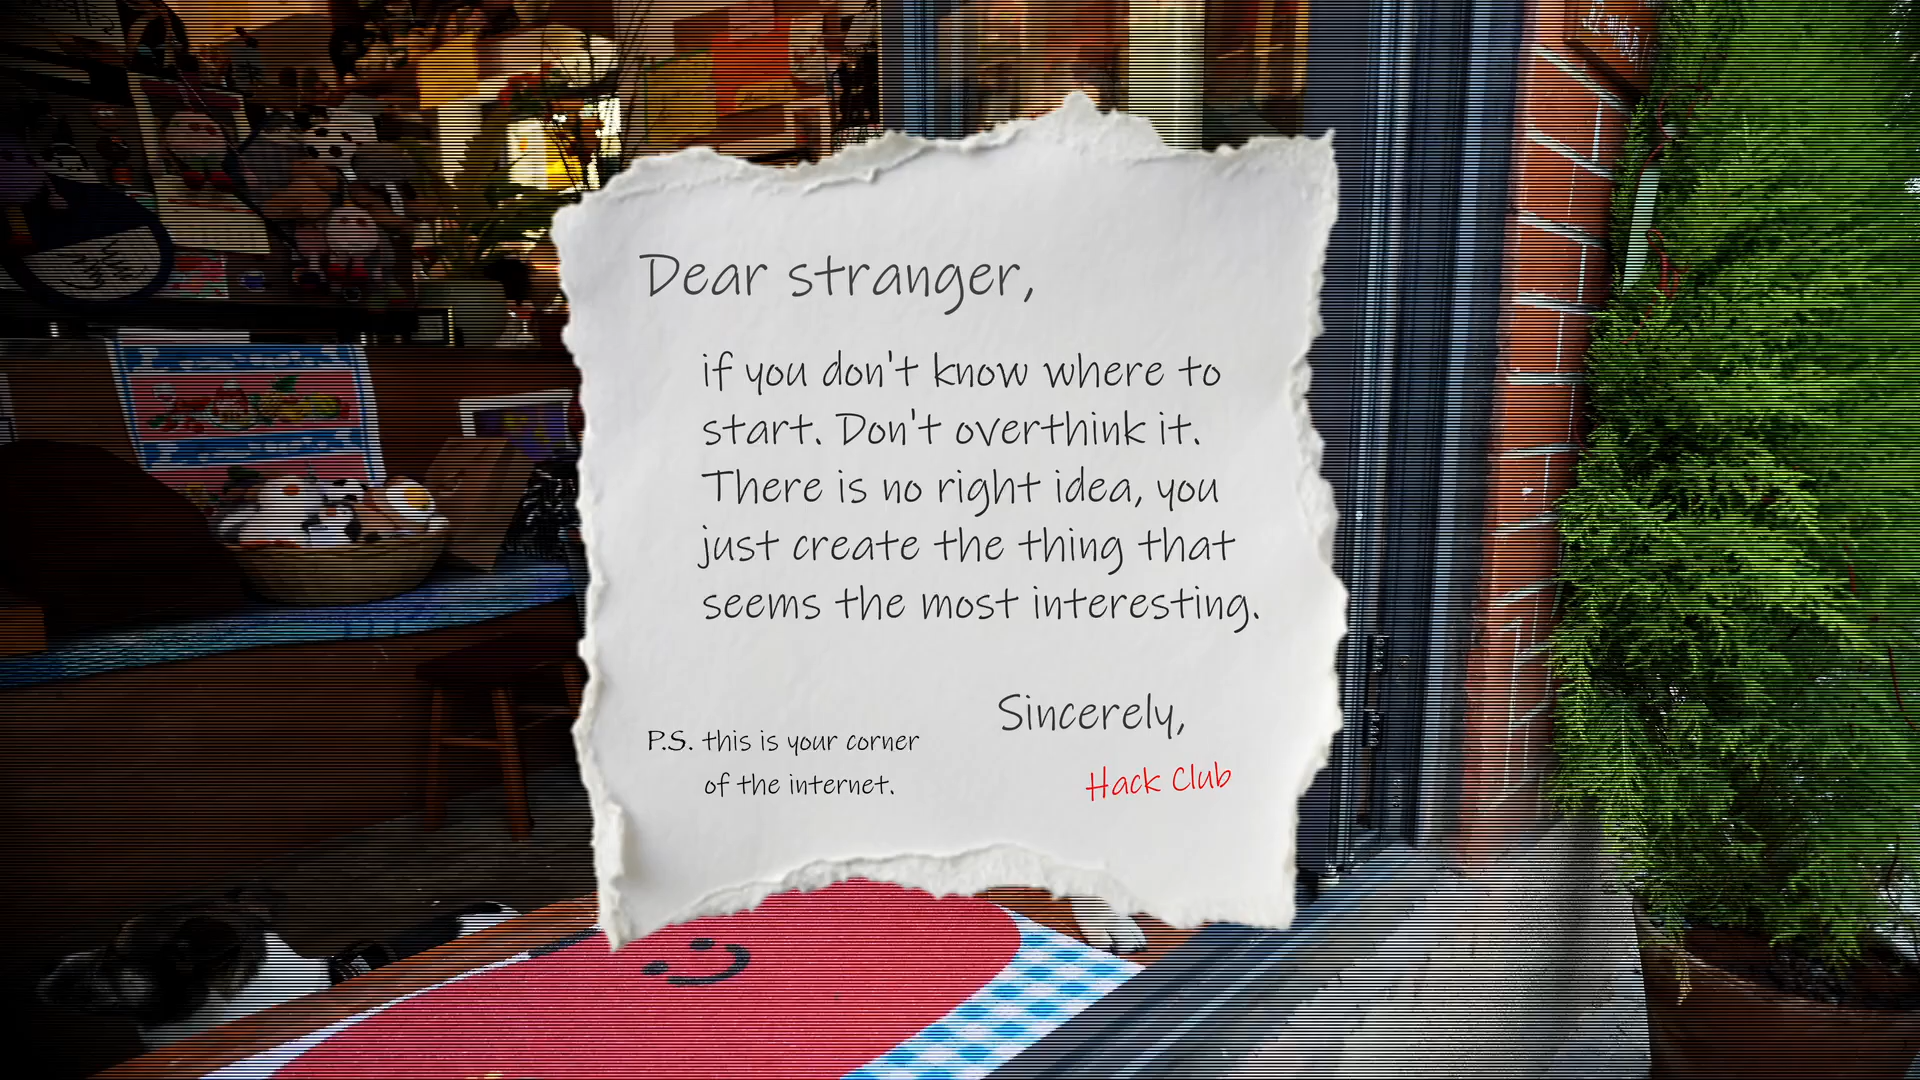 Dear stranger,
if you don't know where to
start. Don't overthink it.
There is no right idea, you
just create the thing that
seems the most interesting.
Sincerely,
Hack Club
P.S. this is your corner
of the internet.